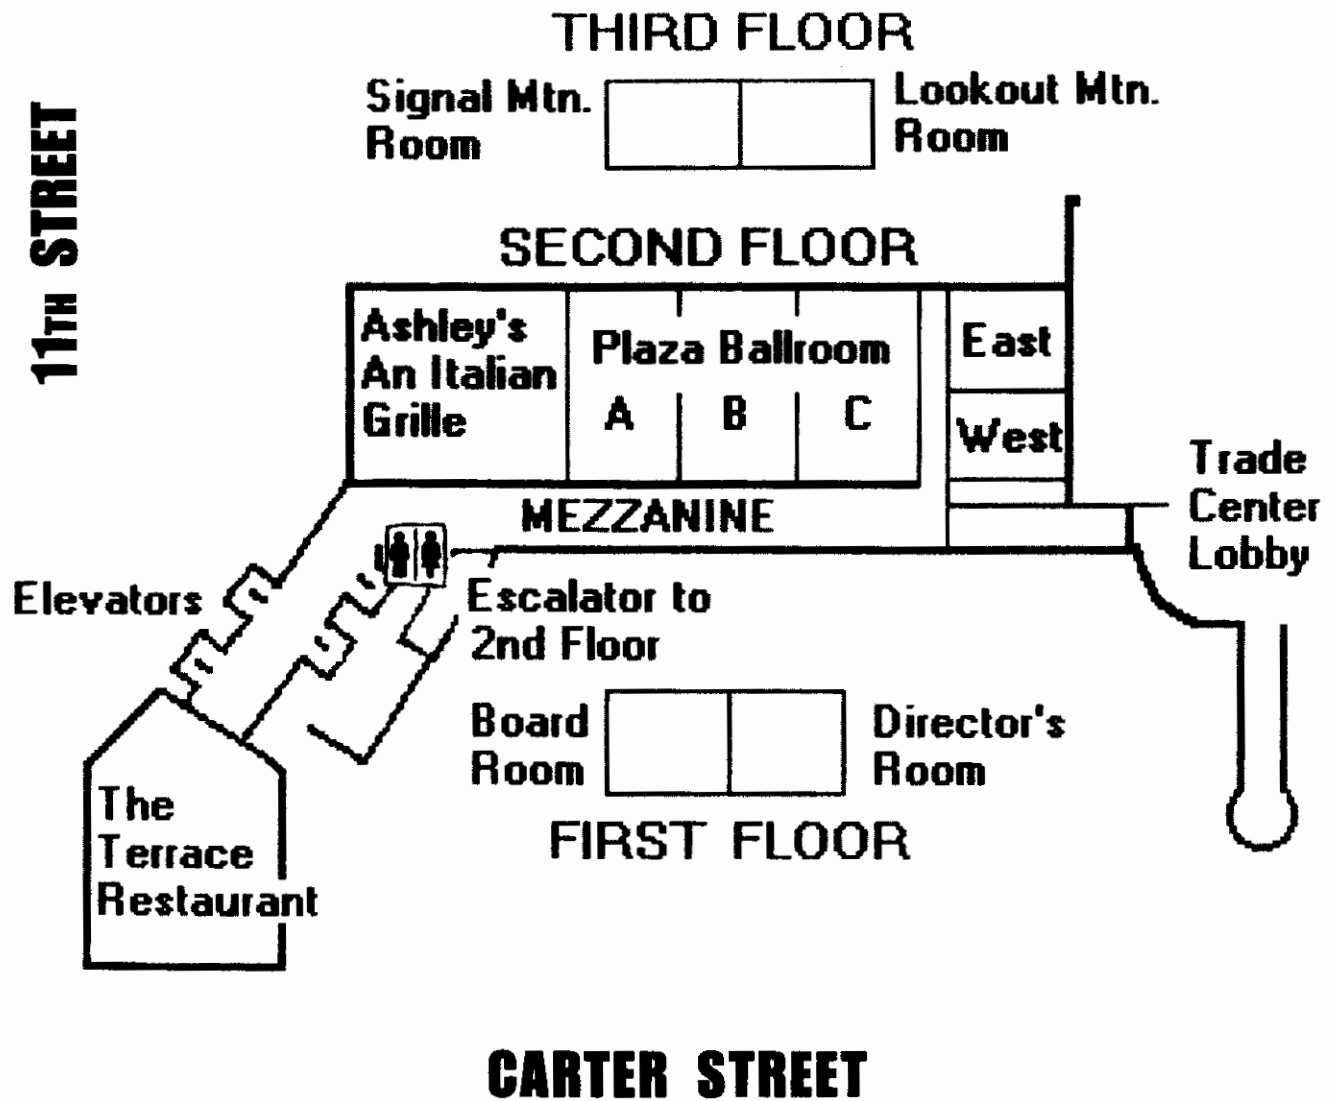 THIRD FLOOR
Signal Mtn.
Room
Lookout Mtn.
Room
11TH STREET
SECOND FLOOR
Ashley's
An Italian
Grille
Plaza Ballroom
A B C
East
West
Trade
Center
Lobby
MEZZANINE
Elevators
Escalator to
2nd Floor
Board
Room
Director's
Room
FIRST FLOOR
The
Terrace
Restaurant
CARTER STREET